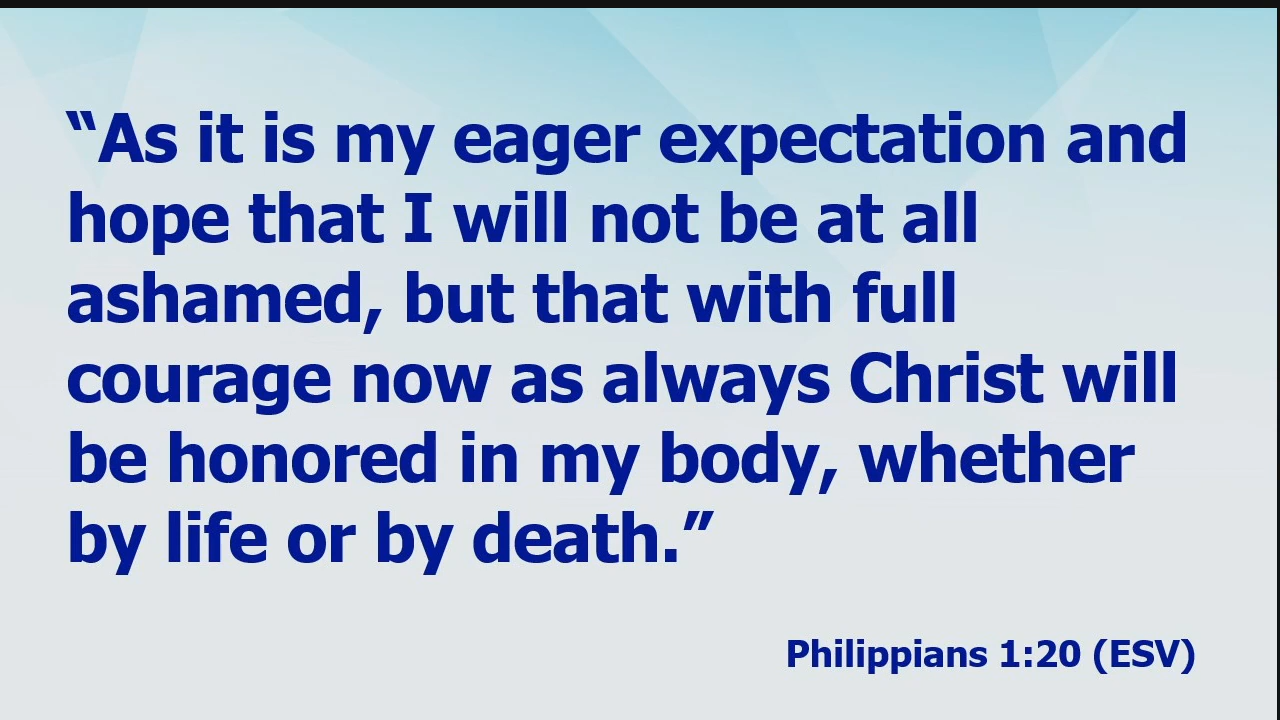 “As it is my eager expectation and
hope that I will not be at all
ashamed, but that with full
courage now as always Christ will
be honored in my body, whether
by life or by death.”
Philippians 1:20 (ESV)